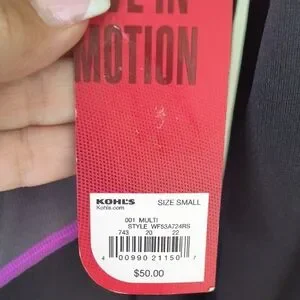 IN
MOTION
KOHL'S SIZE SMALL
Kohls.com
001 MULTI
STYLE WF53A724RS
743 20 22
4 00990 21150 7
$50.00